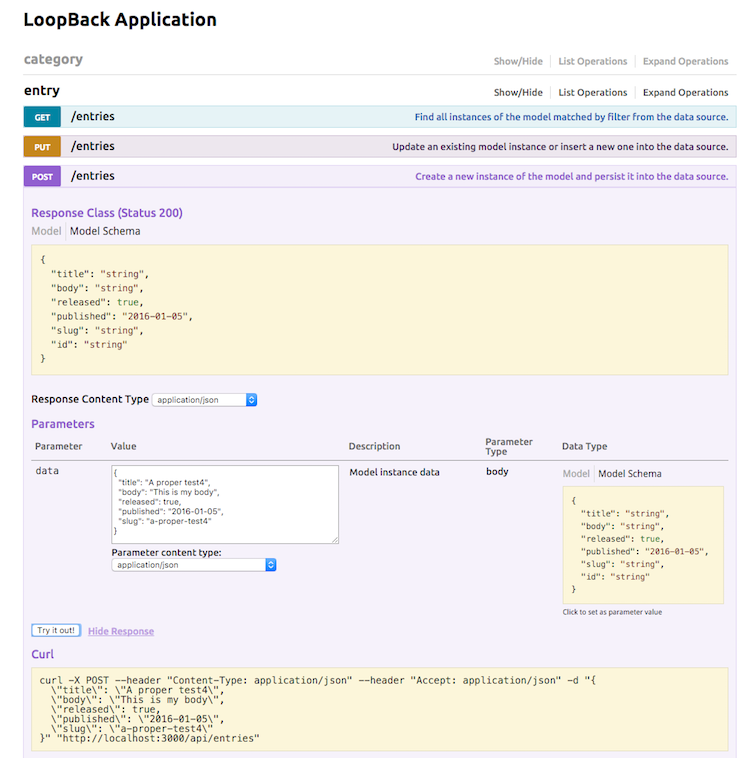 LoopBack Application
category
Show/Hide List Operations Expand Operations
entry
Show/Hide List Operations Expand Operations
GET /entries Find all instances of the model matched by filter from the data source.
PUT /entries Update an existing model instance or insert a new one into the data source.
POST /entries Create a new instance of the model and persist it into the data source.
Response Class (Status 200)
Model Model Schema
{
"title": "string",
"body": "string",
"released": true,
"published": "2016-01-05",
"slug": "string",
"id": "string"
}
Response Content Type application/json
Parameters
Parameter Value Description Parameter Type Data Type
data
{
"title": "A proper test4",
"body": "This is my body",
"released": true,
"published": "2016-01-05",
"slug": "a-proper-test4"
}
Parameter content type:
application/json
Model instance data
body
Model Model Schema
{
"title": "string",
"body": "string",
"released": true,
"published": "2016-01-05",
"slug": "string",
"id": "string"
}
Click to set as parameter value
Try it out! Hide Response
Curl
curl -X POST --header "Content-Type: application/json" --header "Accept: application/json" -d "{
\"title\": \"A proper test4\",
\"body\": \"This is my body\",
\"released\": true,
\"published\": \"2016-01-05\",
\"slug\": \"a-proper-test4\"
}" "http://localhost:3000/api/entries"